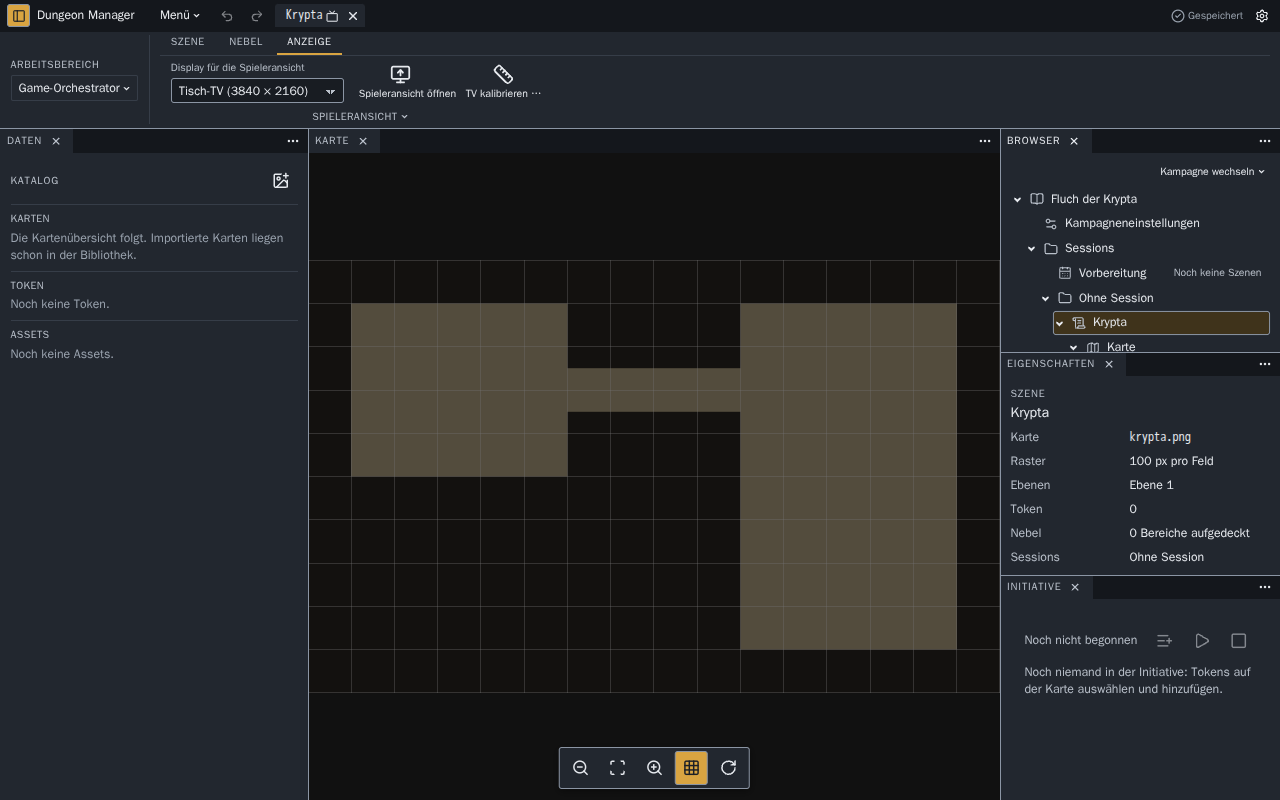 Dungeon Manager
Menü
Krypta
Gespeichert
ARBEITSBEREICH
Game-Orchestrator
SZENE
NEBEL
ANZEIGE
Display für die Spieleransicht
Tisch-TV (3840 × 2160)
Spieleransicht öffnen
TV kalibrieren ···
SPIELERANSICHT
DATEN
KATALOG
KARTEN
Die Kartenübersicht folgt. Importierte Karten liegen
schon in der Bibliothek.
TOKEN
Noch keine Token.
ASSETS
Noch keine Assets.
KARTE
BROWSER
Kampagne wechseln
Fluch der Krypta
Kampagneneinstellungen
Sessions
Vorbereitung Noch keine Szenen
Ohne Session
Krypta
Karte
EIGENSCHAFTEN
SZENE
Krypta
Karte krypta.png
Raster 100 px pro Feld
Ebenen Ebene 1
Token 0
Nebel 0 Bereiche aufgedeckt
Sessions Ohne Session
INITIATIVE
Noch nicht begonnen
Noch niemand in der Initiative: Tokens auf
der Karte auswählen und hinzufügen.